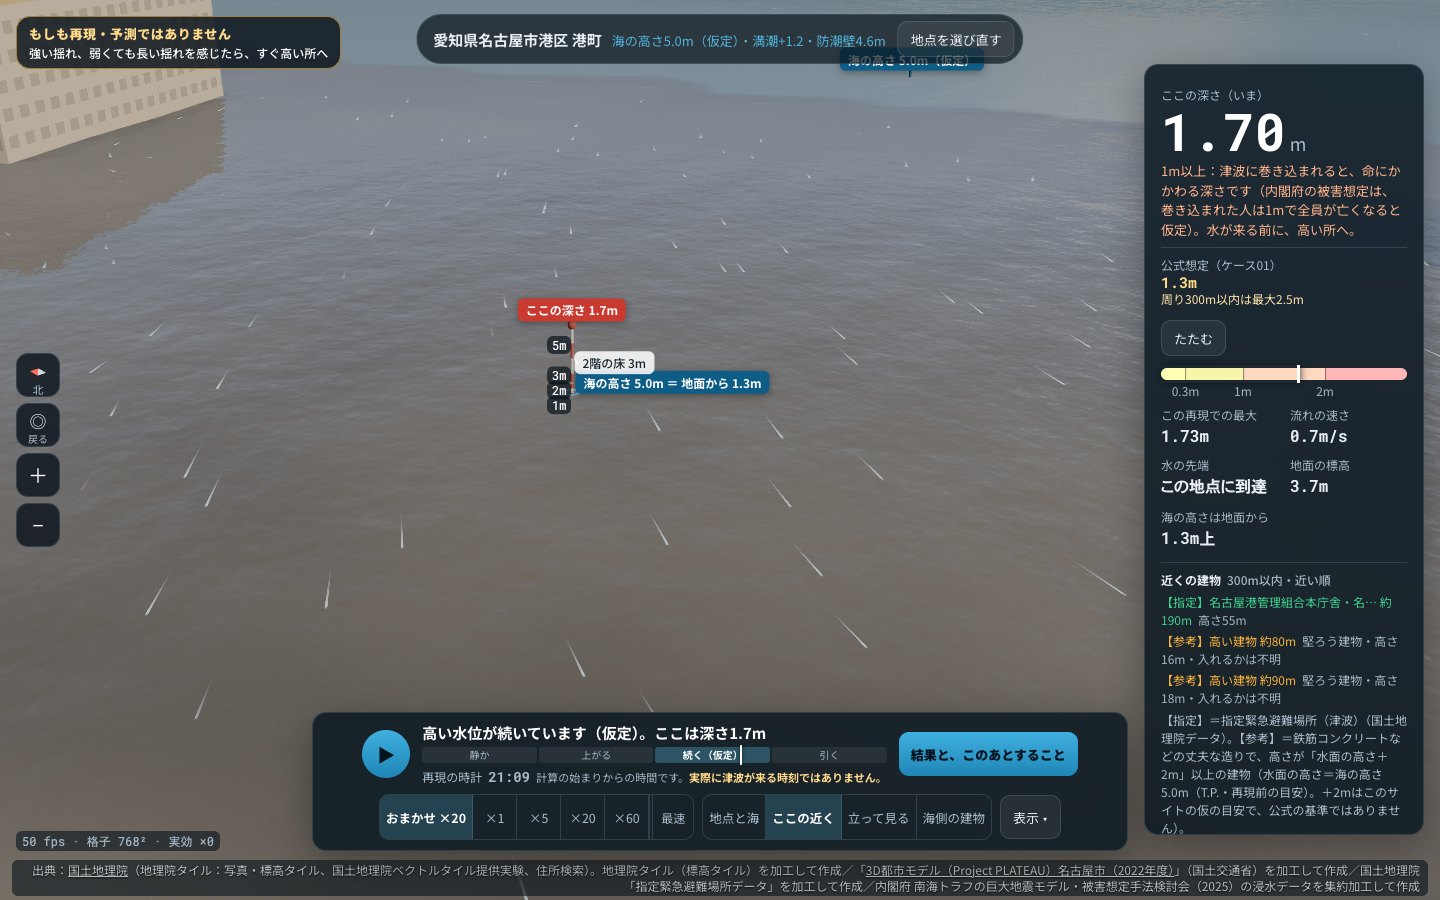 もしも再現・予測ではありません
強い揺れ、弱くても長い揺れを感じたら、すぐ高い所へ
愛知県名古屋市港区 港町 海の高さ5.0m（仮定）・満潮+1.2・防潮壁4.6m 地点を選び直す
海の高さ 5.0m（仮定）
ここの深さ（いま）
1.70 m
1m以上：津波に巻き込まれると、命にか
かわる深さです（内閣府の被害想定は、
巻き込まれた人は1mで全員が亡くなると
仮定）。水が来る前に、高い所へ。
公式想定（ケース01）
1.3m
周り300m以内は最大2.5m
たたむ
0.3m 1m 2m
この再現での最大 流れの速さ
1.73m 0.7m/s
水の先端 地面の標高
この地点に到達 3.7m
海の高さは地面から
1.3m上
近くの建物 300m以内・近い順
【指定】名古屋港管理組合本庁舎・名… 約
190m 高さ55m
【参考】高い建物 約80m 堅ろう建物・高さ
16m・入れるかは不明
【参考】高い建物 約90m 堅ろう建物・高さ
18m・入れるかは不明
【指定】＝指定緊急避難場所（津波）（国土地
理院データ）。【参考】＝鉄筋コンクリートな
どの丈夫な造りで、高さが「水面の高さ＋
2m」以上の建物（水面の高さ＝海の高さ
5.0m（T.P.・再現前の目安）。＋2mはこのサ
イトの仮の目安で、公式の基準ではありませ
ん）。
ここの深さ 1.7m
5m
2階の床 3m
3m
海の高さ 5.0m ＝ 地面から 1.3m
2m
1m
北
戻る
+
−
高い水位が続いています（仮定）。ここは深さ1.7m
静か 上がる 続く（仮定） 引く
再現の時計 21:09 計算の始まりからの時間です。実際に津波が来る時刻ではありません。
結果と、このあとすること
おまかせ ×20 ×1 ×5 ×20 ×60 最速 地点と海 ここの近く 立って見る 海側の建物 表示 ▾
50 fps · 格子 768² · 実効 ×0
出典：国土地理院（地理院タイル：写真・標高タイル、国土地理院ベクトルタイル提供実験、住所検索）。地理院タイル（標高タイル）を加工して作成／「3D都市モデル（Project PLATEAU）名古屋市（2022年度）」（国土交通省）を加工して作成／国土地理院
「指定緊急避難場所データ」を加工して作成／内閣府 南海トラフの巨大地震モデル・被害想定手法検討会（2025）の浸水データを集約加工して作成